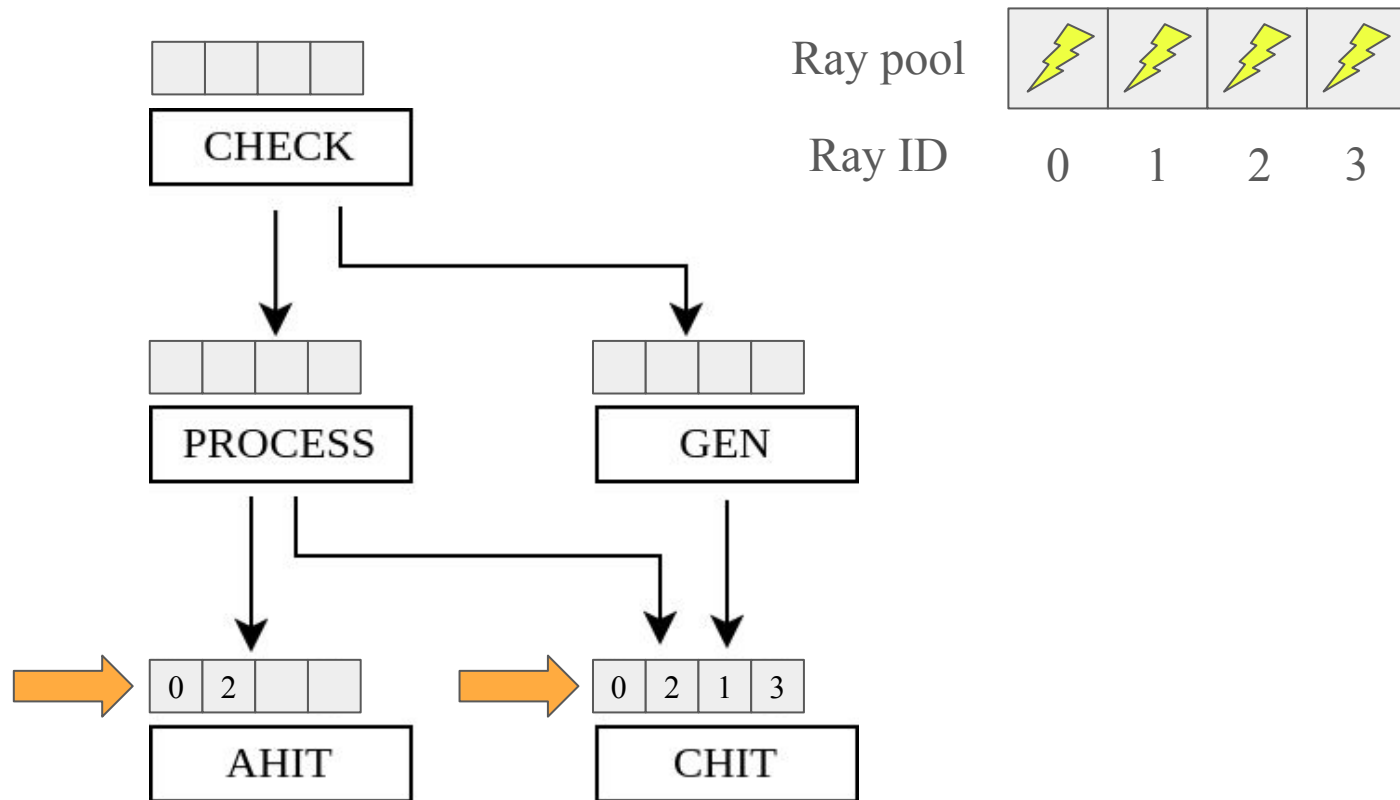 Ray pool
CHECK
Ray ID 0 1 2 3
PROCESS GEN
0 2 0 2 1 3
AHIT CHIT